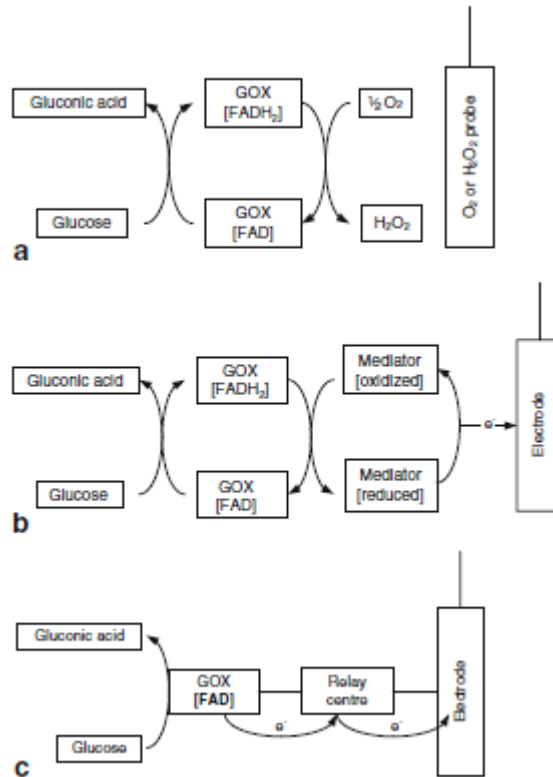 GOX
[FADH₂]
½ O₂
Gluconic acid
Glucose
GOX
[FAD]
H₂O₂
O₂ or H₂O₂ probe
a
Mediator
[oxidized]
GOX
[FADH₂]
Gluconic acid
e⁻
Electrode
Glucose
GOX
[FAD]
Mediator
[reduced]
b
Gluconic acid
GOX
[FAD]
Relay
centre
Electrode
e⁻
e⁻
Glucose
c